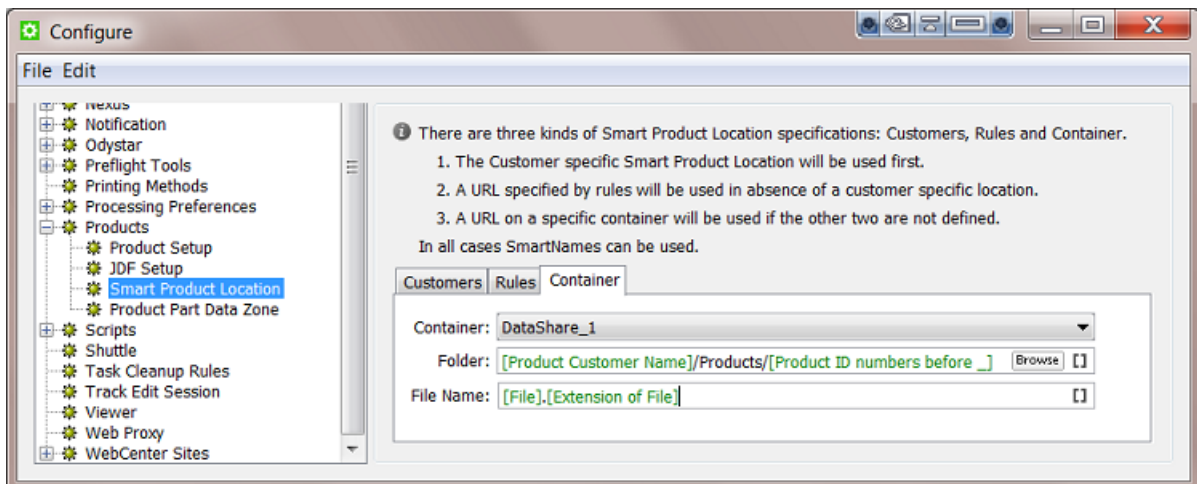 Configure
File Edit
Nexus
Notification
Odystar
Preflight Tools
Printing Methods
Processing Preferences
Products
Product Setup
JDF Setup
Smart Product Location
Product Part Data Zone
Scripts
Shuttle
Task Cleanup Rules
Track Edit Session
Viewer
Web Proxy
WebCenter Sites
There are three kinds of Smart Product Location specifications: Customers, Rules and Container.
1. The Customer specific Smart Product Location will be used first.
2. A URL specified by rules will be used in absence of a customer specific location.
3. A URL on a specific container will be used if the other two are not defined.
In all cases SmartNames can be used.
Customers Rules Container
Container: DataShare_1
Folder: [Product Customer Name]/Products/[Product ID numbers before _] Browse []
File Name: [File].[Extension of File] []